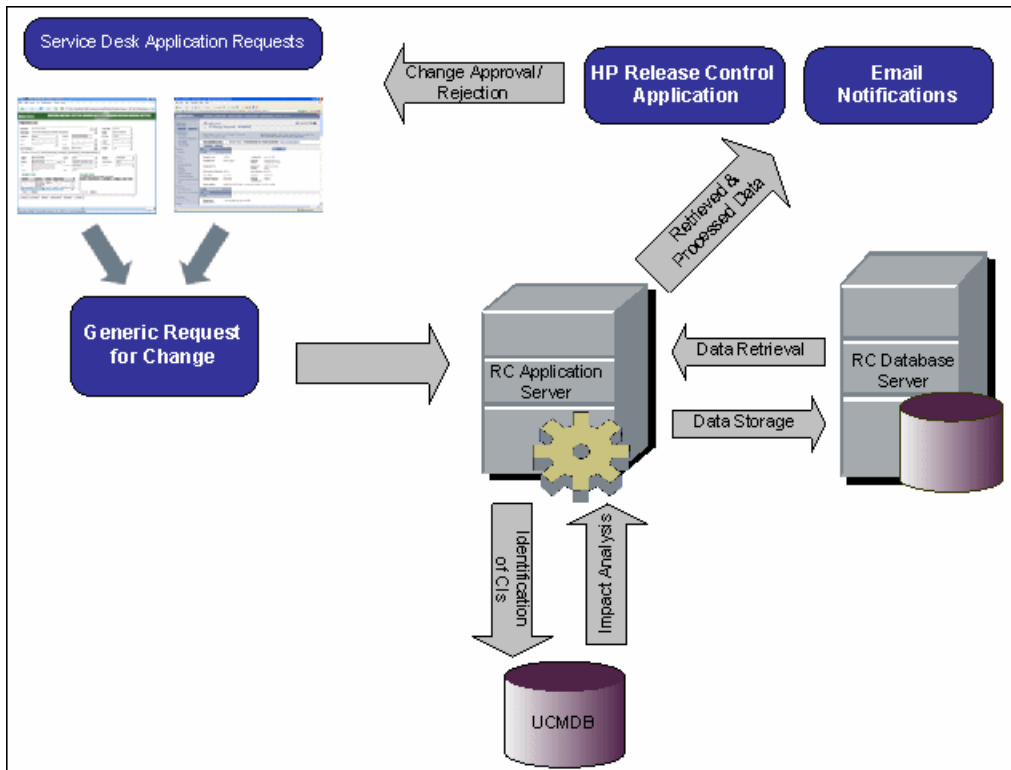 Service Desk Application Requests
Change Approval/
Rejection
HP Release Control
Application
Email
Notifications
Retrieved &
Processed Data
Generic Request
for Change
RC Application
Server
Data Retrieval
RC Database
Server
Data Storage
Identification
of CIs
Impact Analysis
UCMDB